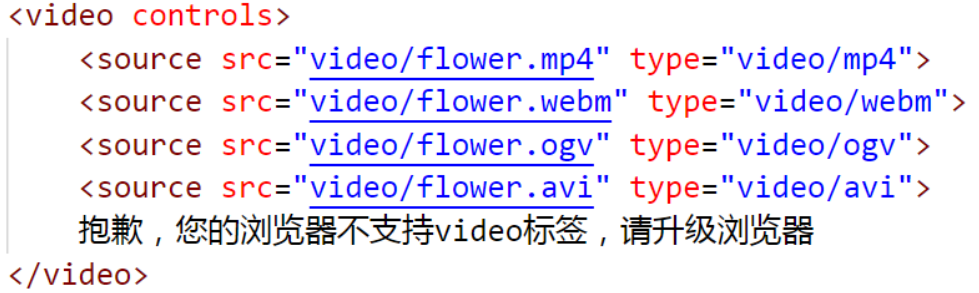 <video controls>
<source src="video/flower.mp4" type="video/mp4">
<source src="video/flower.webm" type="video/webm">
<source src="video/flower.ogv" type="video/ogv">
<source src="video/flower.avi" type="video/avi">
抱歉，您的浏览器不支持video标签，请升级浏览器
</video>